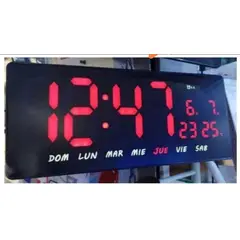 12:47
6. 7.
23 25
DOM LUN MAR MIE JUE VIE SAB